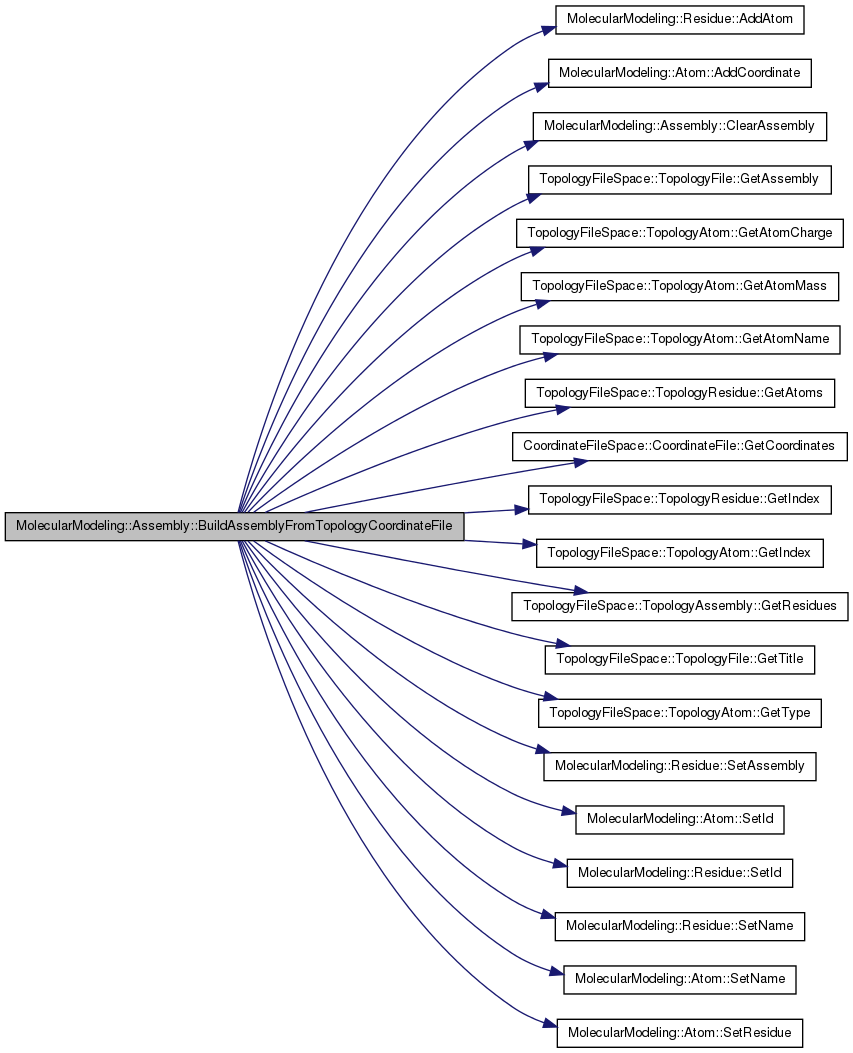 MolecularModeling::Residue::AddAtom
MolecularModeling::Atom::AddCoordinate
MolecularModeling::Assembly::ClearAssembly
TopologyFileSpace::TopologyFile::GetAssembly
TopologyFileSpace::TopologyAtom::GetAtomCharge
TopologyFileSpace::TopologyAtom::GetAtomMass
TopologyFileSpace::TopologyAtom::GetAtomName
TopologyFileSpace::TopologyResidue::GetAtoms
CoordinateFileSpace::CoordinateFile::GetCoordinates
TopologyFileSpace::TopologyResidue::GetIndex
MolecularModeling::Assembly::BuildAssemblyFromTopologyCoordinateFile
TopologyFileSpace::TopologyAtom::GetIndex
TopologyFileSpace::TopologyAssembly::GetResidues
TopologyFileSpace::TopologyFile::GetTitle
TopologyFileSpace::TopologyAtom::GetType
MolecularModeling::Residue::SetAssembly
MolecularModeling::Atom::SetId
MolecularModeling::Residue::SetId
MolecularModeling::Residue::SetName
MolecularModeling::Atom::SetName
MolecularModeling::Atom::SetResidue